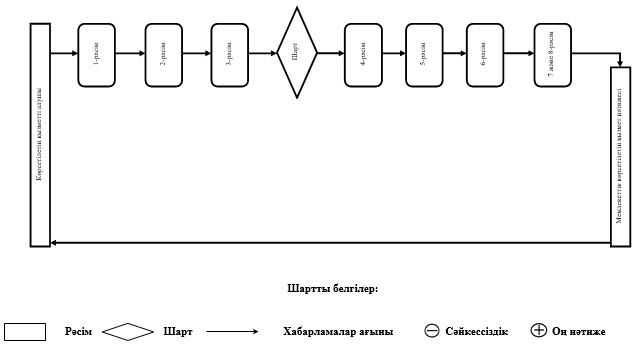 Көрсетілетін қызметті алушы
1-рәсім
2-рәсім
3-рәсім
Шарт
4-рәсім
5-рәсім
6-рәсім
7 және 8-рәсім
Мемлекеттік көрсетілетін қызмет нәтижесі
Шартты белгілер:
Рәсім
Шарт
Хабарламалар ағыны
Сәйкессіздік
Оң нәтиже